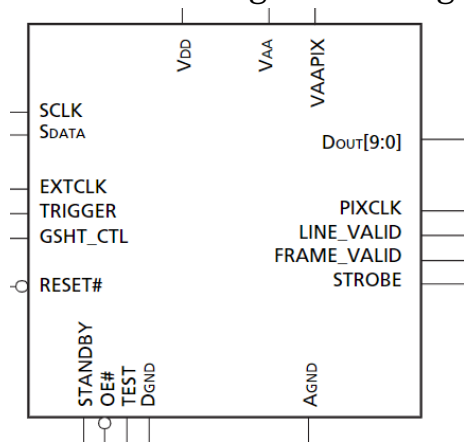 VDD
VAA
VAAPIX
SCLK
SDATA
DOUT[9:0]
EXTCLK
TRIGGER
GSHT_CTL
PIXCLK
LINE_VALID
FRAME_VALID
STROBE
RESET#
STANDBY
OE#
TEST
DGND
AGND